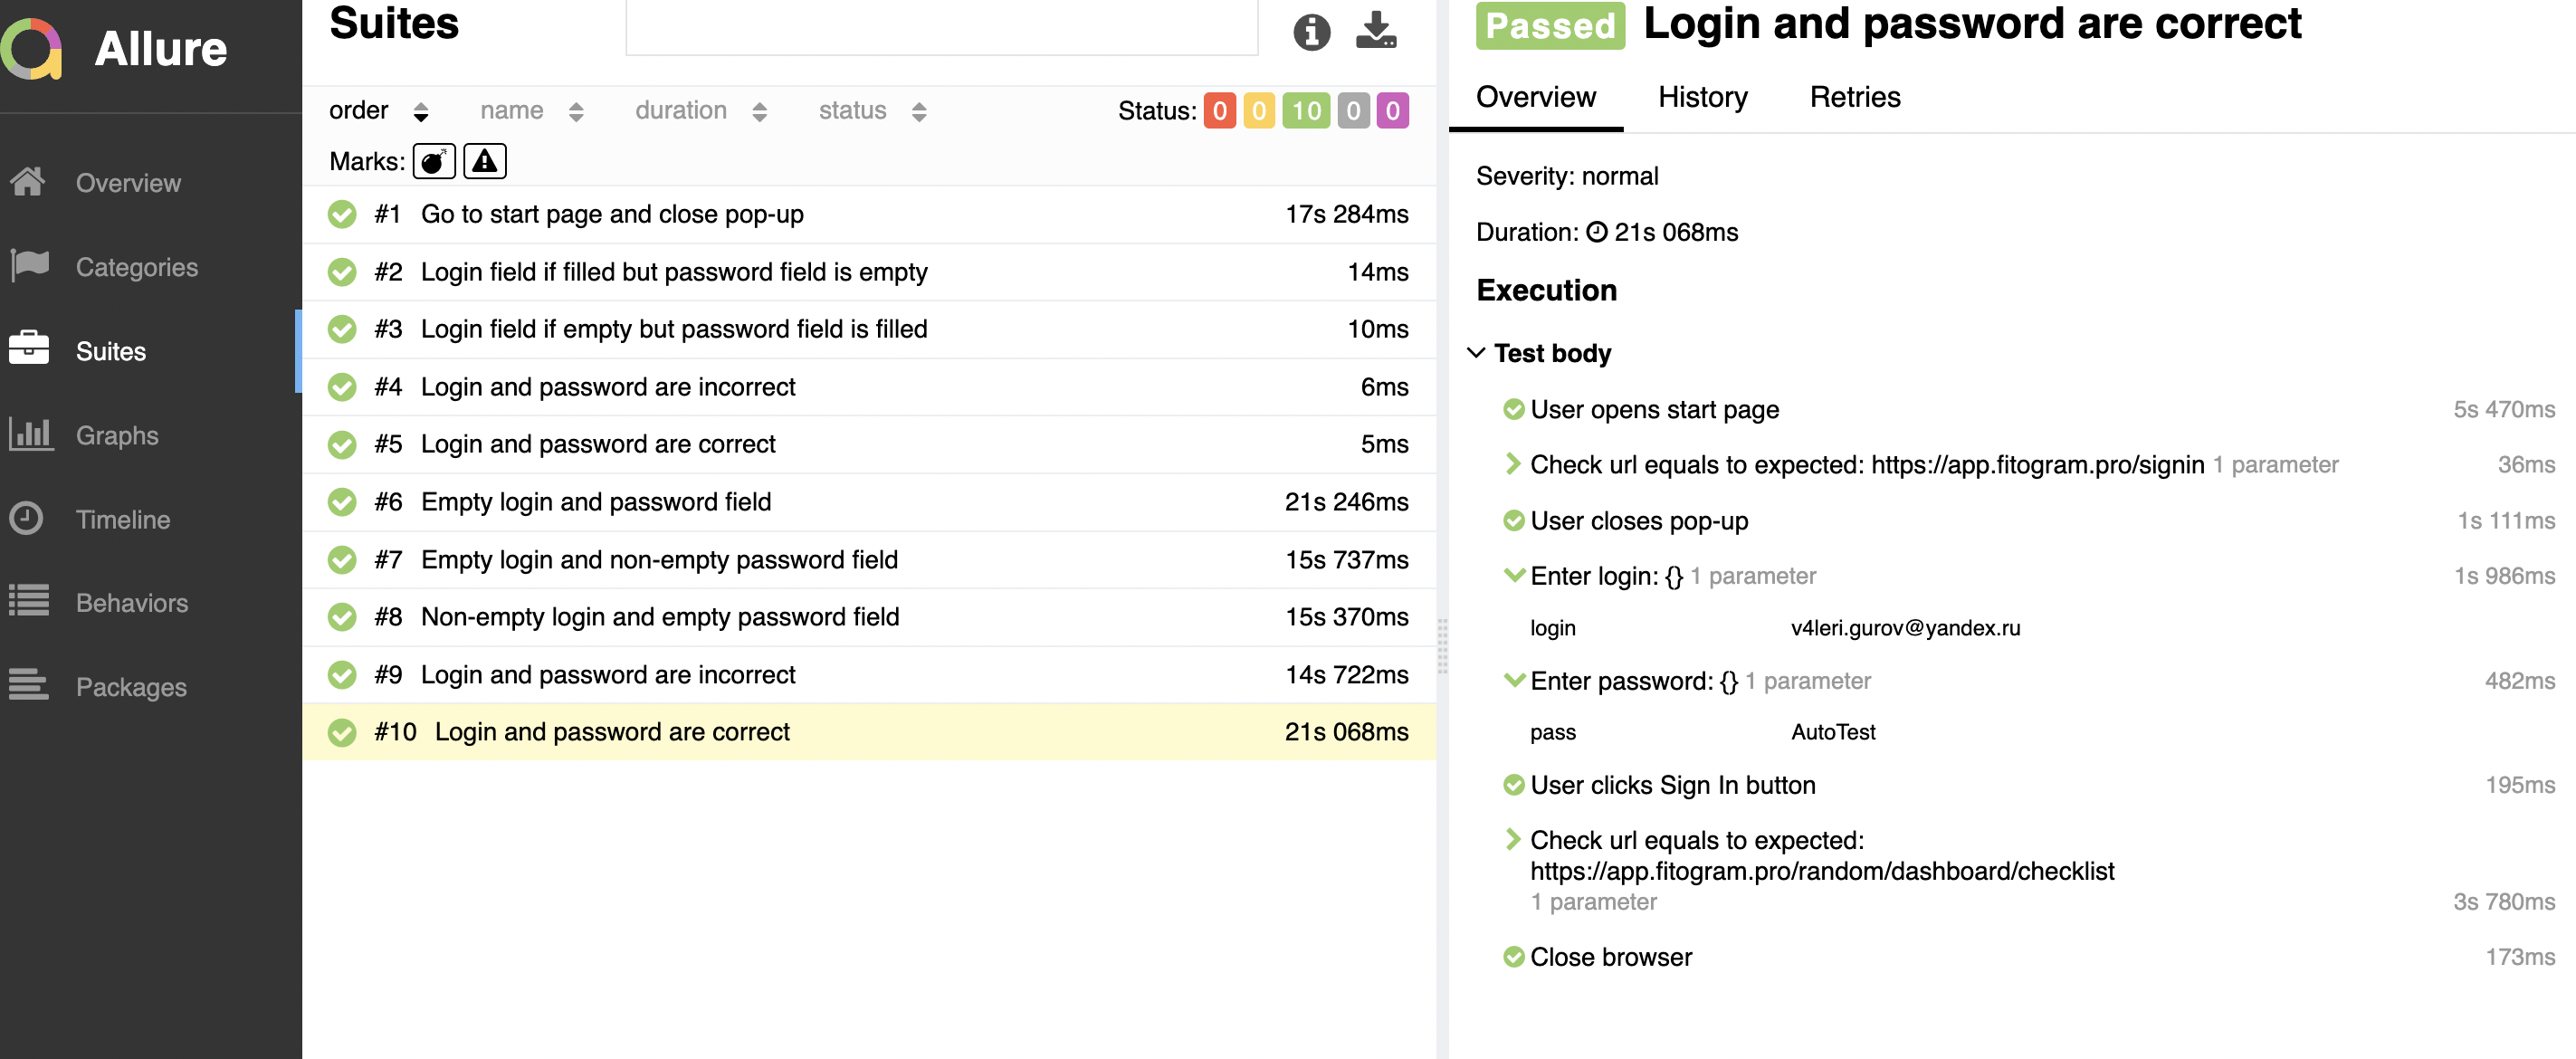 Allure
Overview
Categories
Suites
Graphs
Timeline
Behaviors
Packages
Suites
order name duration status Status: 0 0 10 0 0
Marks:
#1 Go to start page and close pop-up 17s 284ms
#2 Login field if filled but password field is empty 14ms
#3 Login field if empty but password field is filled 10ms
#4 Login and password are incorrect 6ms
#5 Login and password are correct 5ms
#6 Empty login and password field 21s 246ms
#7 Empty login and non-empty password field 15s 737ms
#8 Non-empty login and empty password field 15s 370ms
#9 Login and password are incorrect 14s 722ms
#10 Login and password are correct 21s 068ms
Passed Login and password are correct
Overview History Retries
Severity: normal
Duration: 21s 068ms
Execution
Test body
User opens start page 5s 470ms
Check url equals to expected: https://app.fitogram.pro/signin 1 parameter 36ms
User closes pop-up 1s 111ms
Enter login: {} 1 parameter 1s 986ms
login v4leri.gurov@yandex.ru
Enter password: {} 1 parameter 482ms
pass AutoTest
User clicks Sign In button 195ms
Check url equals to expected:
https://app.fitogram.pro/random/dashboard/checklist
1 parameter 3s 780ms
Close browser 173ms